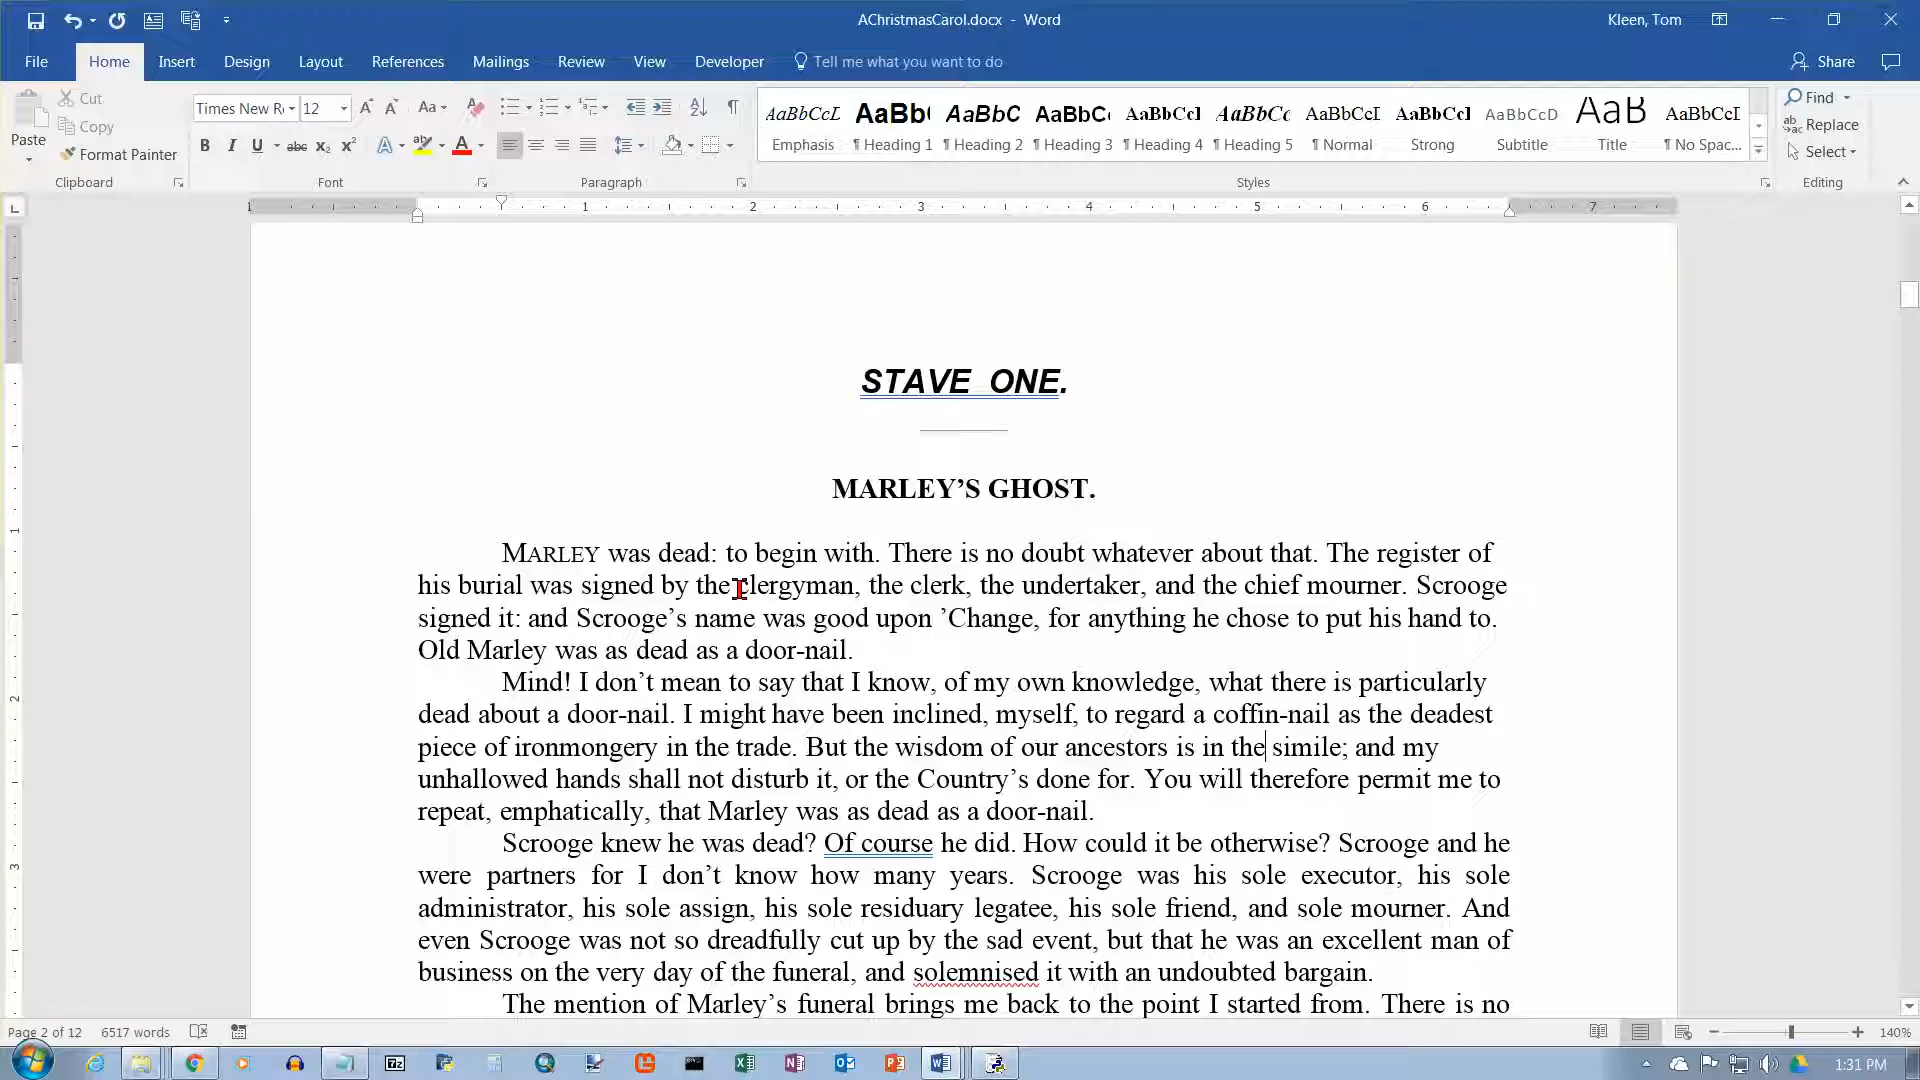 AChristmasCarol.docx - Word
Kleen, Tom
File Home Insert Design Layout References Mailings Review View Developer Tell me what you want to do Share
Paste
Cut
Copy
Format Painter
Clipboard
Times New R
12
Aa
B I U abc X₂ X²
A A
Font
Paragraph
AaBbCcL AaBb( AaBbC AaBbC( AaBbCcI AaBbCc AaBbCcI AaBbCcI AaBbCcD AaB AaBbCcI
Emphasis ¶ Heading 1 ¶ Heading 2 ¶ Heading 3 ¶ Heading 4 ¶ Heading 5 ¶ Normal Strong Subtitle Title ¶ No Spac...
Styles
Find
Replace
Select
Editing
1 1 2 3 4 5 6 7
STAVE ONE.
MARLEY’S GHOST.
MARLEY was dead: to begin with. There is no doubt whatever about that. The register of
his burial was signed by the clergyman, the clerk, the undertaker, and the chief mourner. Scrooge
signed it: and Scrooge’s name was good upon ’Change, for anything he chose to put his hand to.
Old Marley was as dead as a door-nail.
Mind! I don’t mean to say that I know, of my own knowledge, what there is particularly
dead about a door-nail. I might have been inclined, myself, to regard a coffin-nail as the deadest
piece of ironmongery in the trade. But the wisdom of our ancestors is in the simile; and my
unhallowed hands shall not disturb it, or the Country’s done for. You will therefore permit me to
repeat, emphatically, that Marley was as dead as a door-nail.
Scrooge knew he was dead? Of course he did. How could it be otherwise? Scrooge and he
were partners for I don’t know how many years. Scrooge was his sole executor, his sole
administrator, his sole assign, his sole residuary legatee, his sole friend, and sole mourner. And
even Scrooge was not so dreadfully cut up by the sad event, but that he was an excellent man of
business on the very day of the funeral, and solemnised it with an undoubted bargain.
The mention of Marley’s funeral brings me back to the point I started from. There is no
Page 2 of 12 6517 words
140%
1:31 PM